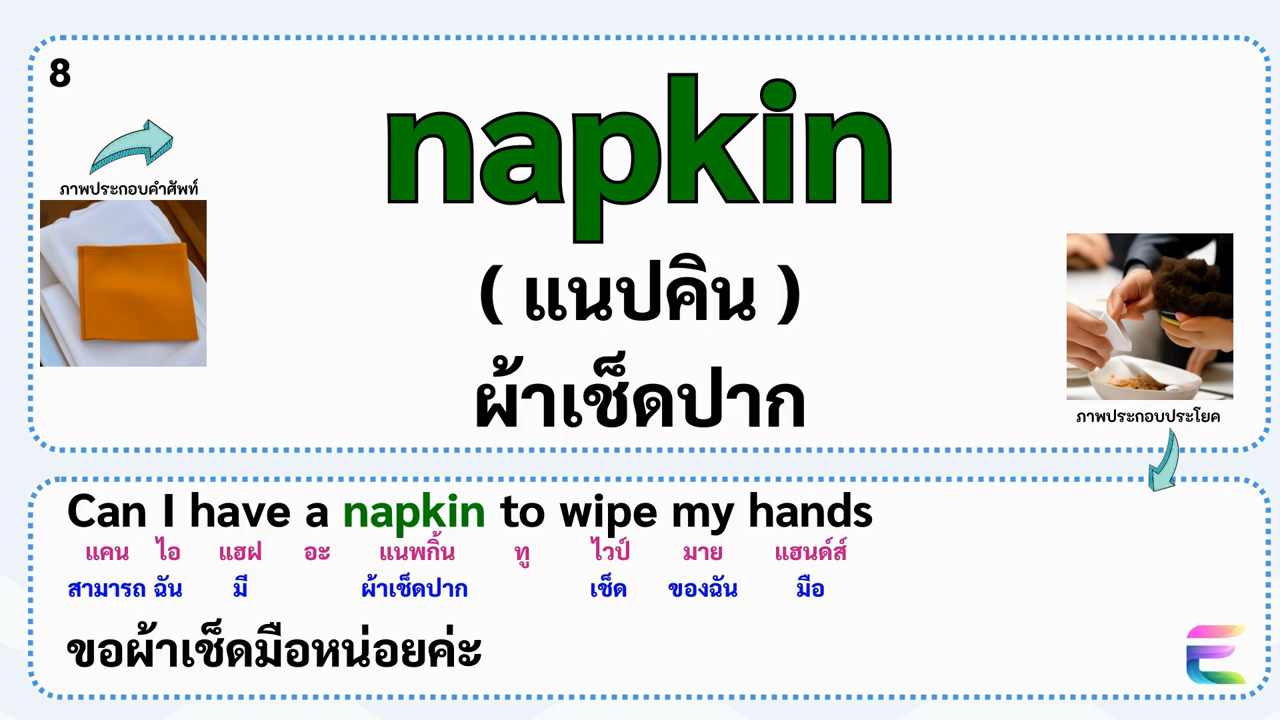 8
napkin
ภาพประกอบคำศัพท์
( แนปคิน )
ผ้าเช็ดปาก
ภาพประกอบประโยค
Can I have a napkin to wipe my hands
แคน ไอ แฮฝ อะ แนพกิ้น ทู ไวป์ มาย แฮนด์ส์
สามารถ ฉัน มี ผ้าเช็ดปาก เช็ด ของฉัน มือ
ขอผ้าเช็ดมือหน่อยค่ะ